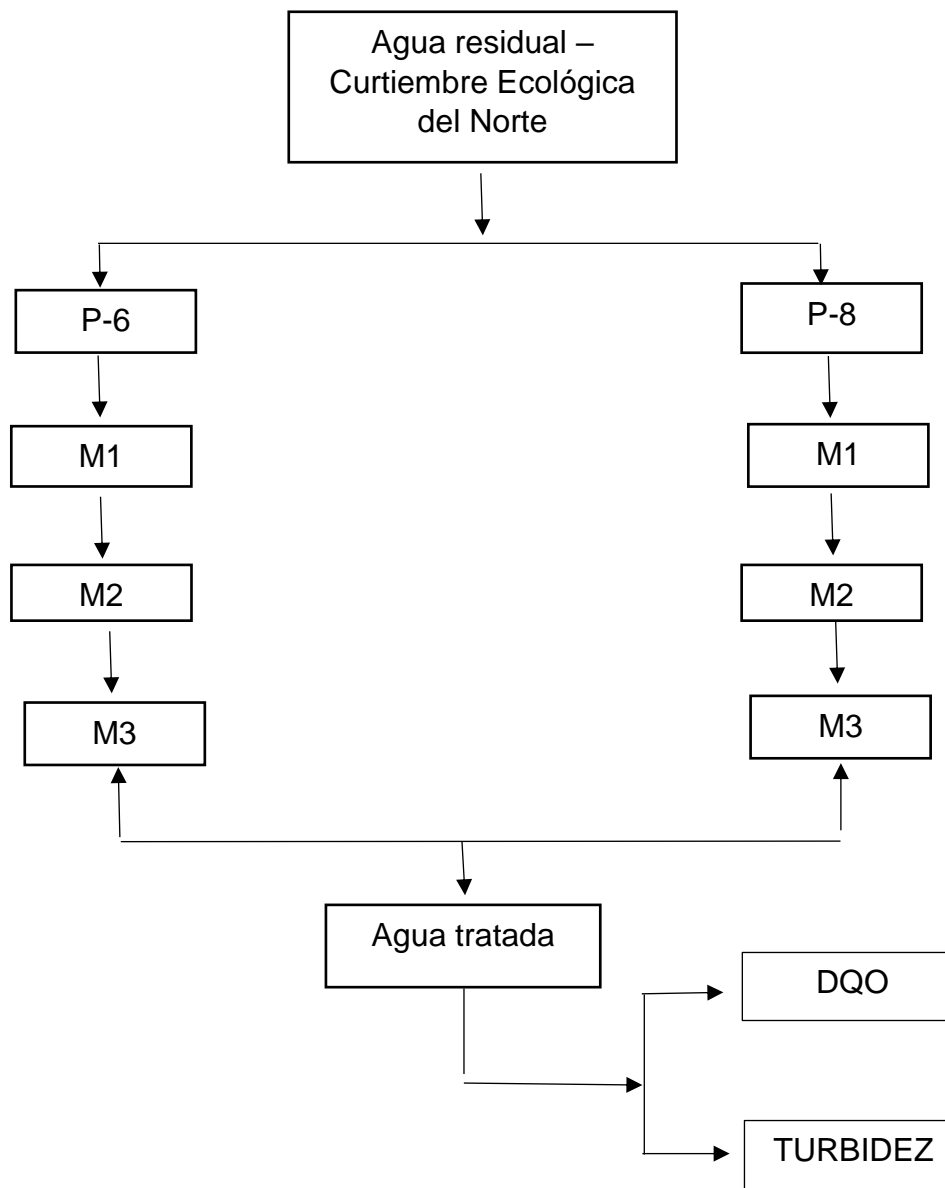 Agua residual –
Curtiembre Ecológica
del Norte
P-6
P-8
M1
M1
M2
M2
M3
M3
Agua tratada
DQO
TURBIDEZ